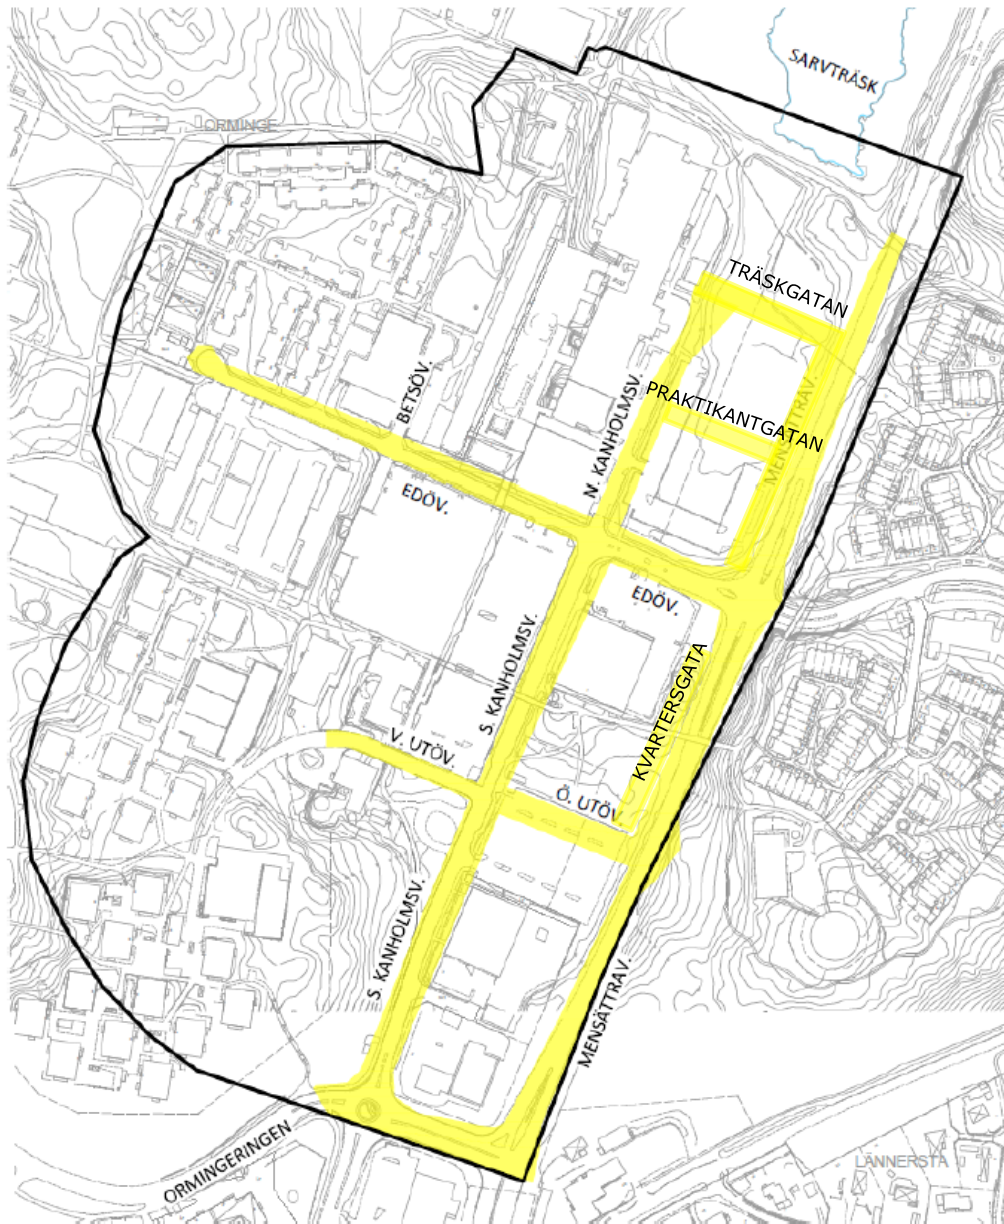 SARVTRÄSK
ORMINGE
TRÄSKGATAN
BETSÖV.
N. KANHOLMSV.
PRAKTIKANTGATAN
MENSÄTTRAV.
EDÖV.
EDÖV.
S. KANHOLMSV.
KVARTERSGATA
V. UTÖV.
Ö. UTÖV.
S. KANHOLMSV.
MENSÄTTRAV.
ORMINGERINGEN
LÄNNERSTA